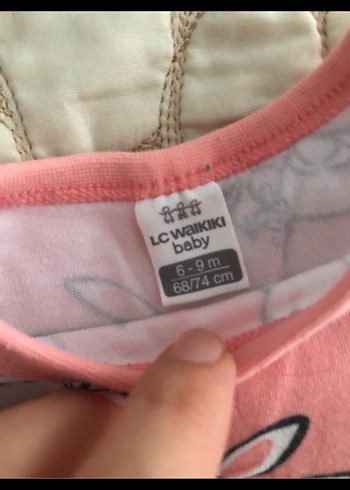 LC WAIKIKI
baby
6 - 9 m
68/74 cm